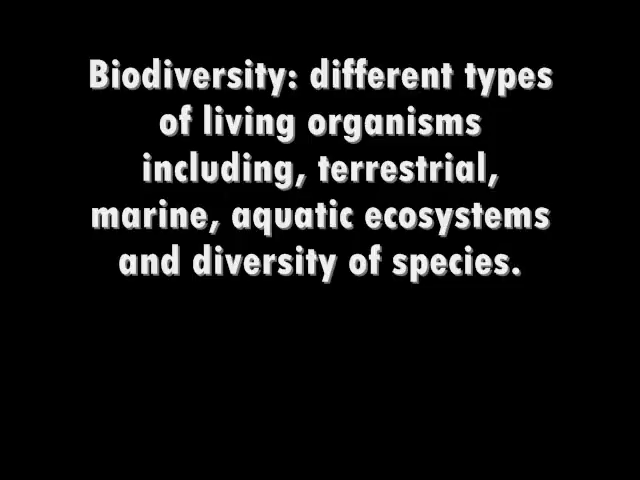 Biodiversity: different types
of living organisms
including, terrestrial,
marine, aquatic ecosystems
and diversity of species.